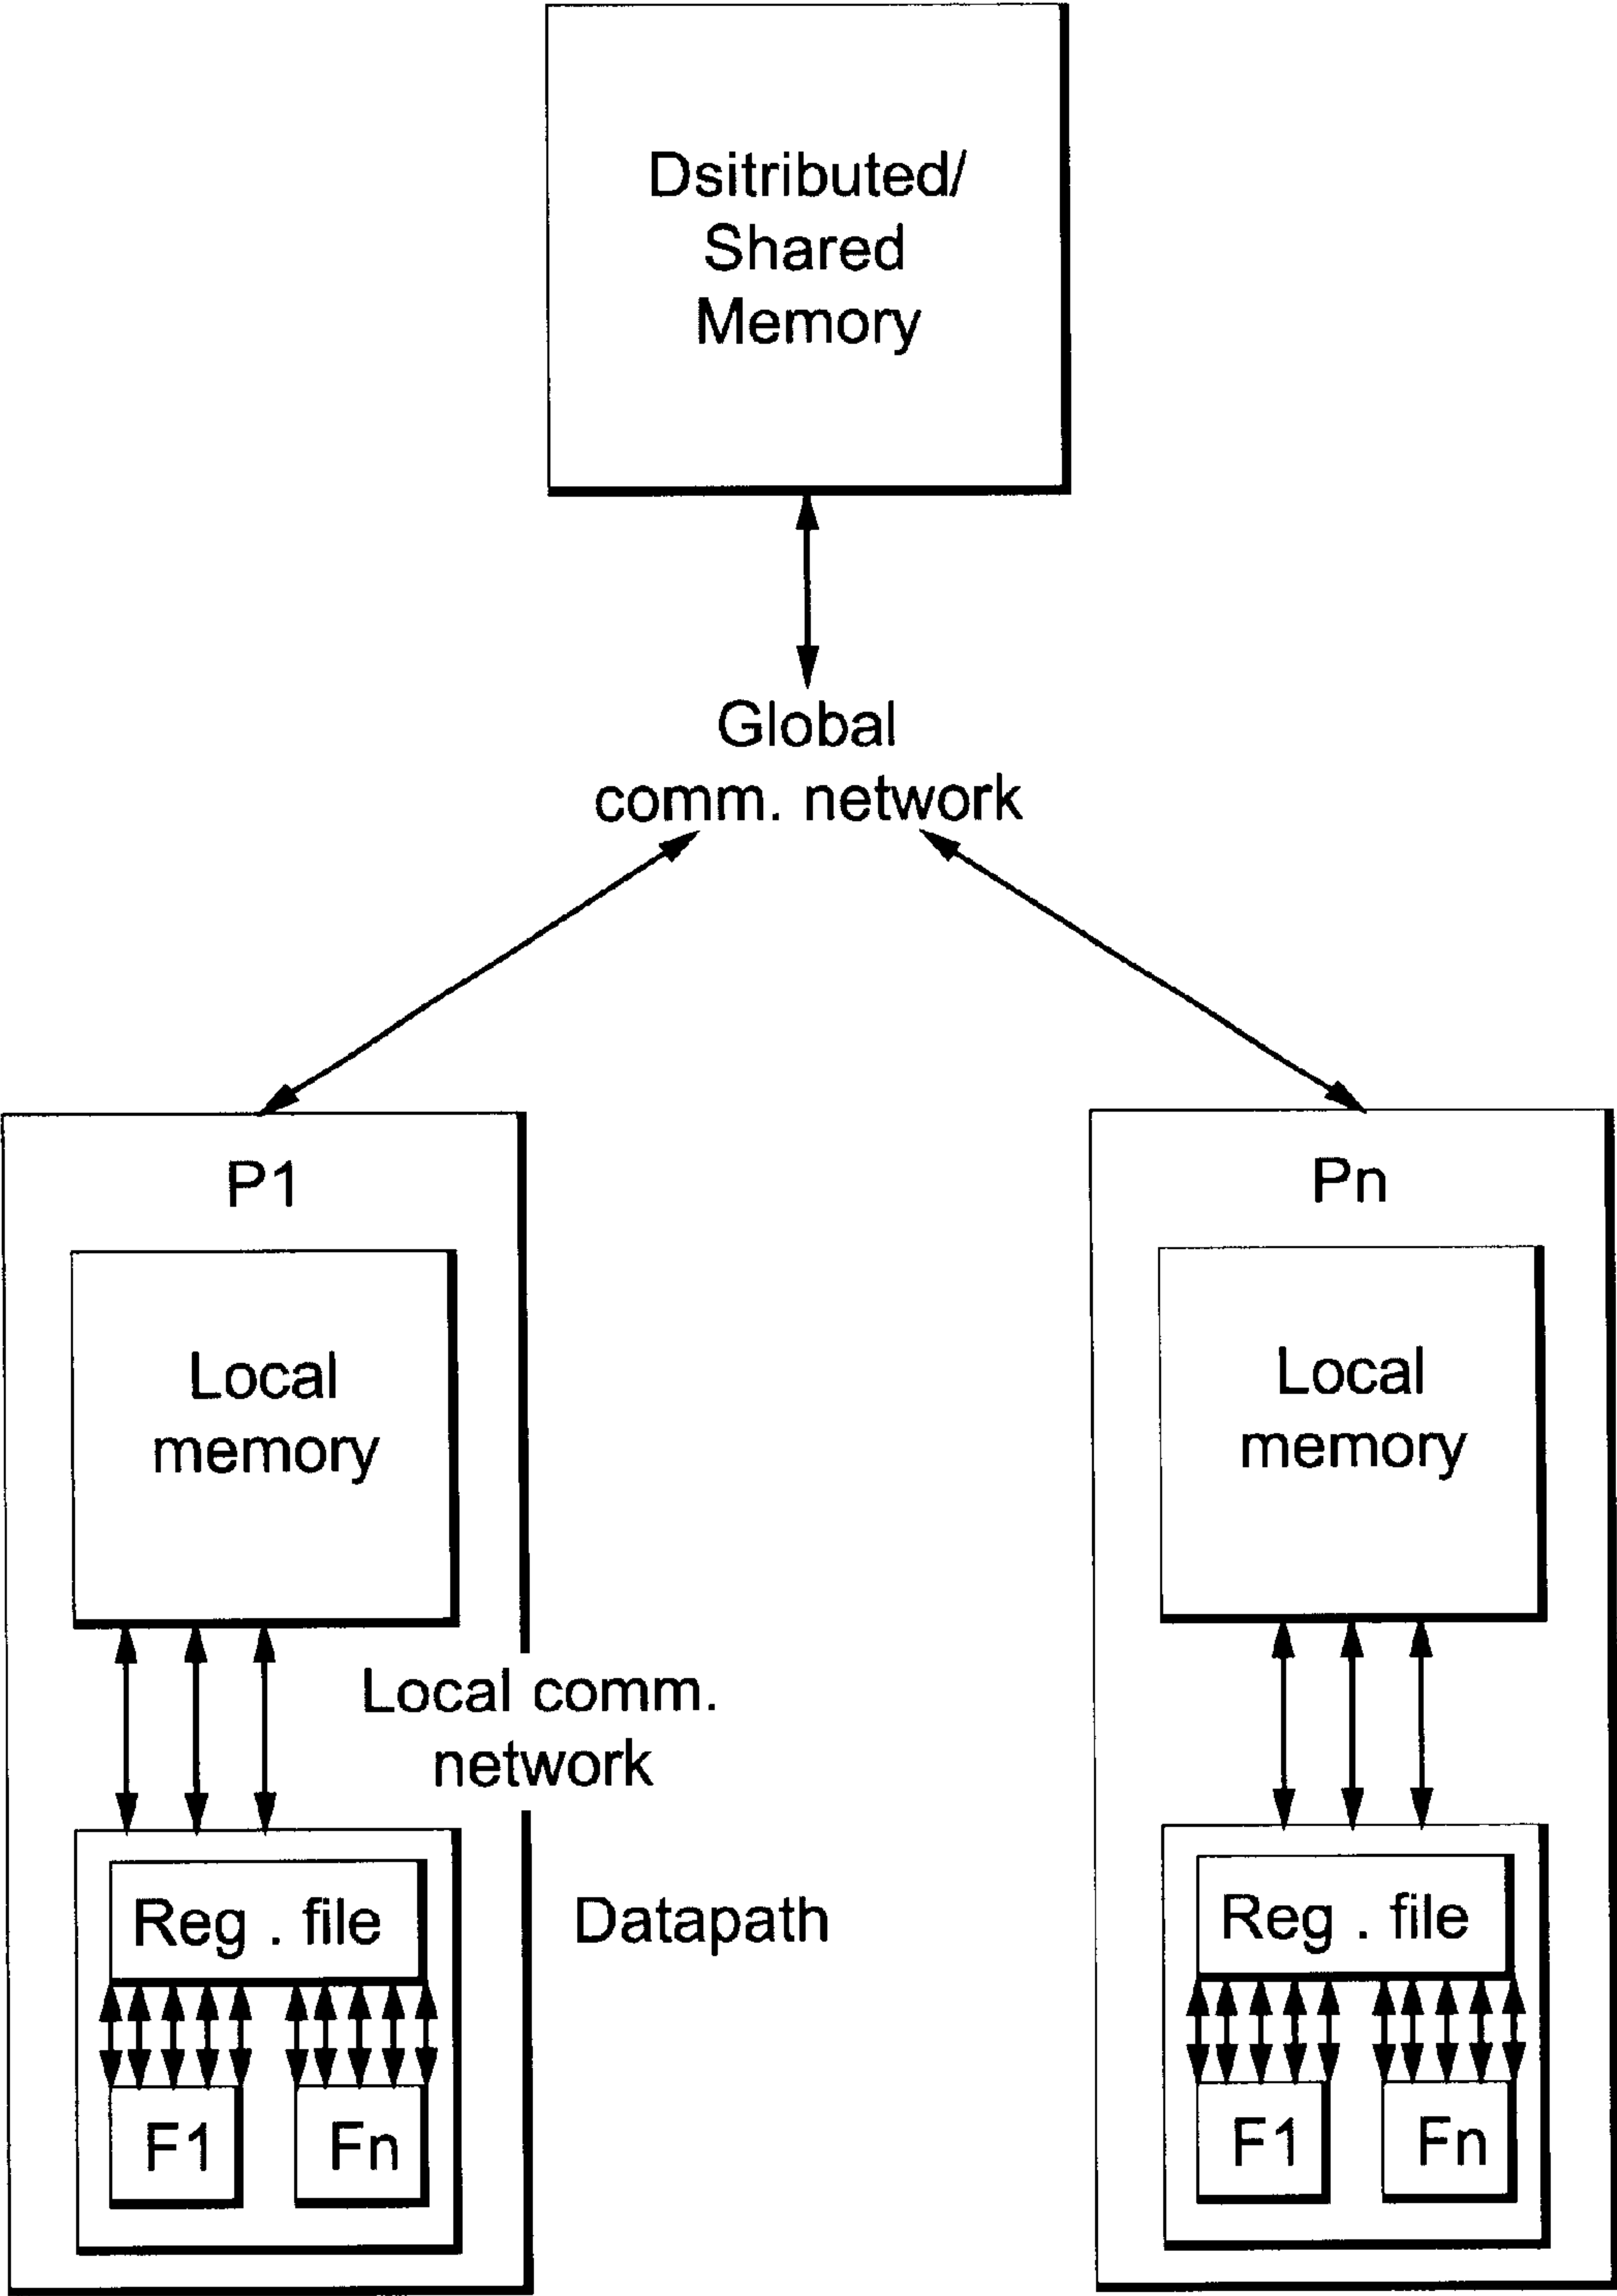 Dsitributed/
Shared
Memory
Global
comm. network
P1
Local
memory
Local comm.
network
Reg . file
Datapath
F1
Fn
Pn
Local
memory
Reg . file
F1
Fn